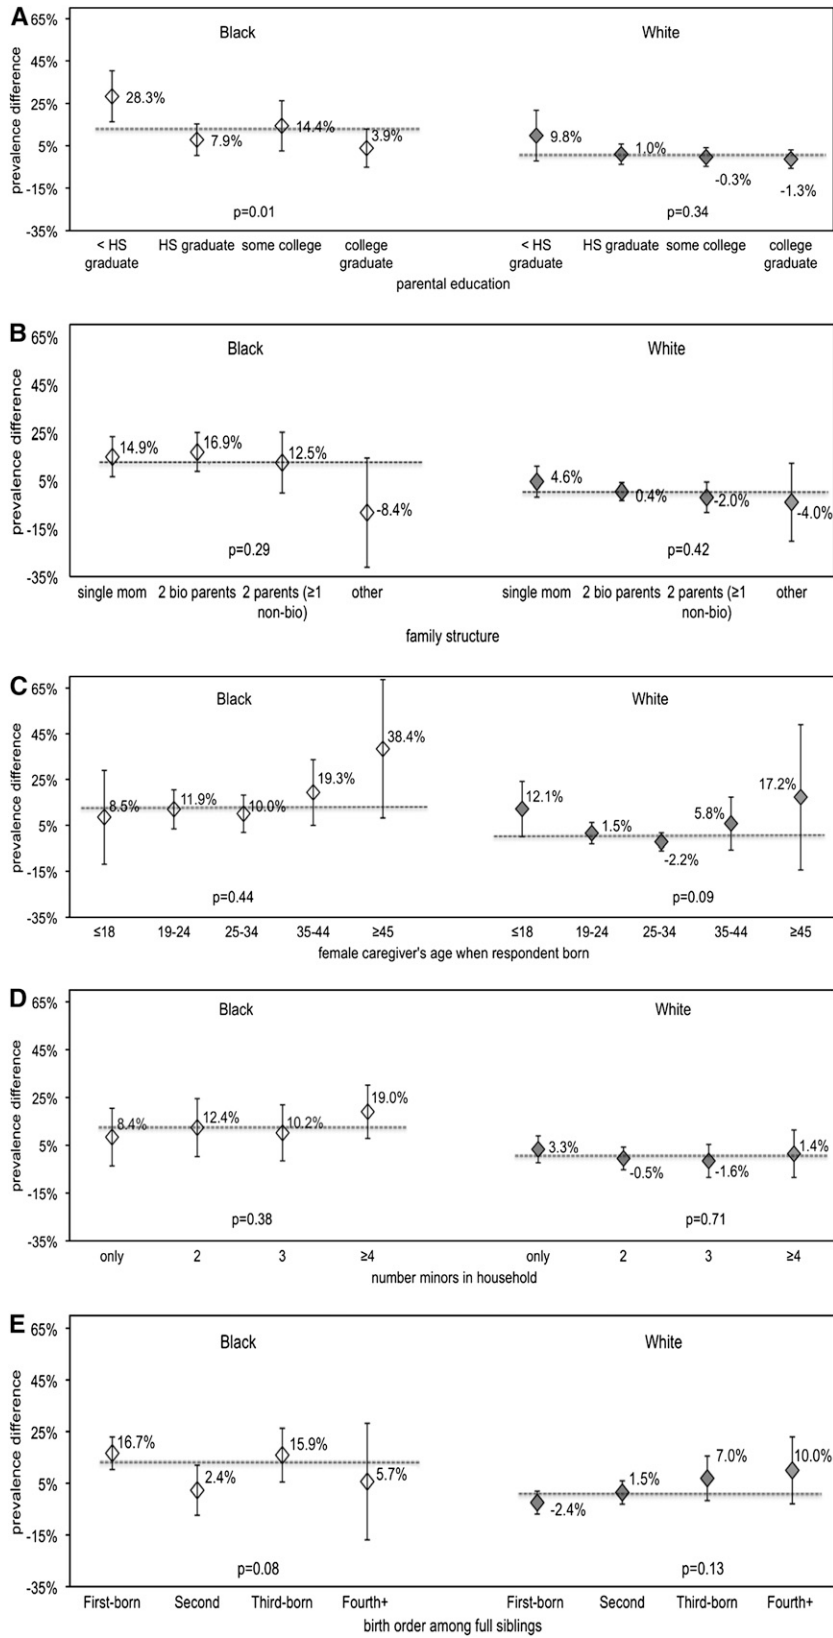 A
65%
45%
25%
5%
-15%
-35%
prevalence difference
Black
White
28.3%
7.9%
14.4%
3.9%
9.8%
1.0%
-0.3%
-1.3%
p=0.01
p=0.34
< HS graduate
HS graduate
some college
college graduate
< HS graduate
HS graduate
some college
college graduate
parental education
B
65%
45%
25%
5%
-15%
-35%
prevalence difference
Black
White
14.9%
16.9%
12.5%
-8.4%
4.6%
0.4%
-2.0%
-4.0%
p=0.29
p=0.42
single mom
2 bio parents
2 parents (≥1 non-bio)
other
single mom
2 bio parents
2 parents (≥1 non-bio)
other
family structure
C
65%
45%
25%
5%
-15%
-35%
prevalence difference
Black
White
8.5%
11.9%
10.0%
19.3%
38.4%
12.1%
1.5%
-2.2%
5.8%
17.2%
p=0.44
p=0.09
≤18
19-24
25-34
35-44
≥45
≤18
19-24
25-34
35-44
≥45
female caregiver's age when respondent born
D
65%
45%
25%
5%
-15%
-35%
prevalence difference
Black
White
8.4%
12.4%
10.2%
19.0%
3.3%
-0.5%
-1.6%
1.4%
p=0.38
p=0.71
only
2
3
≥4
only
2
3
≥4
number minors in household
E
65%
45%
25%
5%
-15%
-35%
prevalence difference
Black
White
16.7%
2.4%
15.9%
5.7%
-2.4%
1.5%
7.0%
10.0%
p=0.08
p=0.13
First-born
Second
Third-born
Fourth+
First-born
Second
Third-born
Fourth+
birth order among full siblings